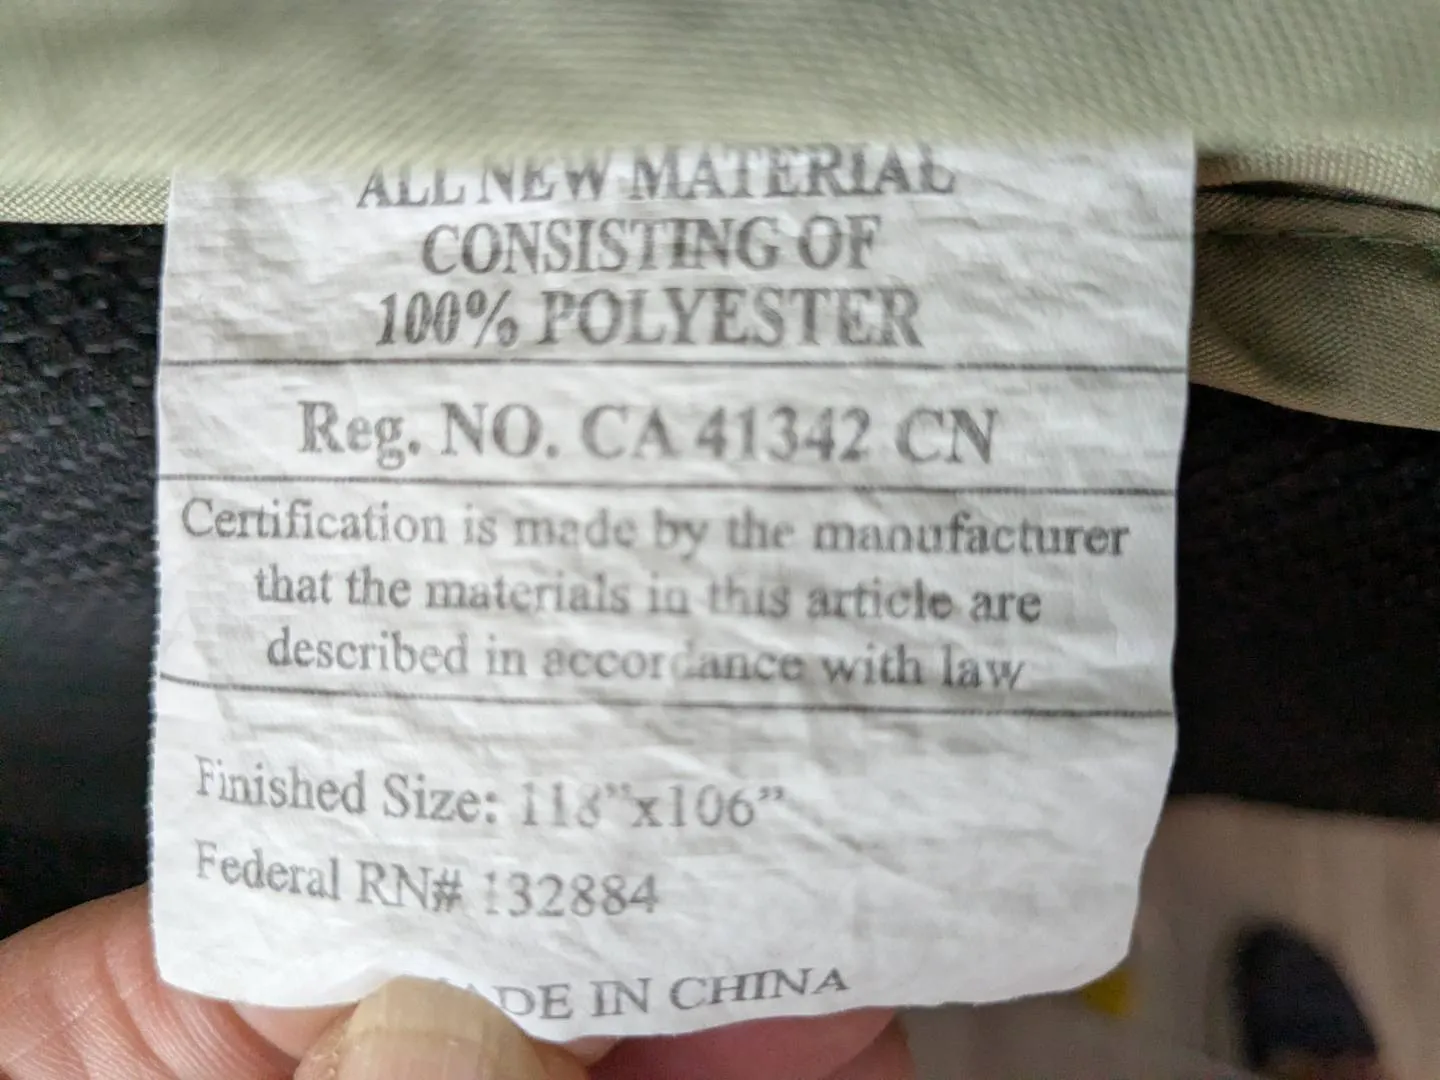 ALL NEW MATERIAL
CONSISTING OF
100% POLYESTER
Reg. NO. CA 41342 CN
Certification is made by the manufacturer
that the materials in this article are
described in accordance with law
Finished Size: 118”x106”
Federal RN# 132884
ADE IN CHINA